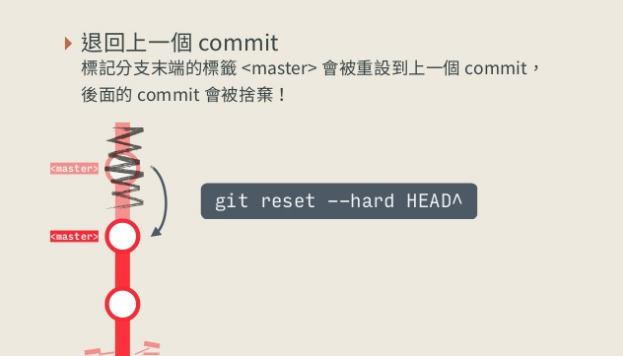 退回上一個 commit
標記分支末端的標籤 <master> 會被重設到上一個 commit，
後面的 commit 會被捨棄！
<master>
git reset --hard HEAD^
<master>